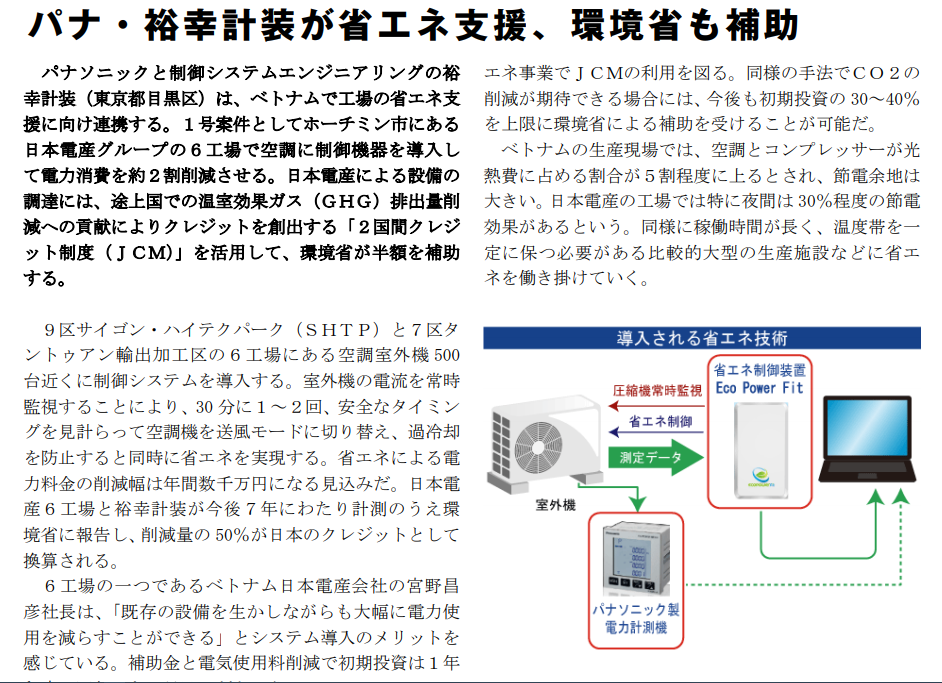 パナ・裕幸計装が省エネ支援、環境省も補助
パナソニックと制御システムエンジニアリングの裕
幸計装（東京都目黒区）は、ベトナムで工場の省エネ支
援に向け連携する。１号案件としてホーチミン市にある
日本電産グループの６工場で空調に制御機器を導入し
て電力消費を約２割削減させる。日本電産による設備の
調達には、途上国での温室効果ガス（ＧＨＧ）排出量削
減への貢献によりクレジットを創出する「２国間クレジ
ット制度（ＪＣＭ）」を活用して、環境省が半額を補助
する。
９区サイゴン・ハイテクパーク（ＳＨＴＰ）と７区タ
ントゥアン輸出加工区の６工場にある空調室外機 500
台近くに制御システムを導入する。室外機の電流を常時
監視することにより、30 分に１～２回、安全なタイミン
グを見計らって空調機を送風モードに切り替え、過冷却
を防止すると同時に省エネを実現する。省エネによる電
力料金の削減幅は年間数千万円になる見込みだ。日本電
産６工場と裕幸計装が今後７年にわたり計測のうえ環
境省に報告し、削減量の 50％が日本のクレジットとして
換算される。
６工場の一つであるベトナム日本電産会社の宮野昌
彦社長は、「既存の設備を生かしながらも大幅に電力使
用を減らすことができる」とシステム導入のメリットを
感じている。補助金と電気使用料削減で初期投資は１年
エネ事業でＪＣＭの利用を図る。同様の手法でＣＯ２の
削減が期待できる場合には、今後も初期投資の 30～40％
を上限に環境省による補助を受けることが可能だ。
ベトナムの生産現場では、空調とコンプレッサーが光
熱費に占める割合が５割程度に上るとされ、節電余地は
大きい。日本電産の工場では特に夜間は 30％程度の節電
効果があるという。同様に稼働時間が長く、温度帯を一
定に保つ必要がある比較的大型の生産施設などに省エ
ネを働き掛けていく。
導入される省エネ技術
圧縮機常時監視
省エネ制御
測定データ
室外機
省エネ制御装置
Eco Power Fit
パナソニック製
電力計測機